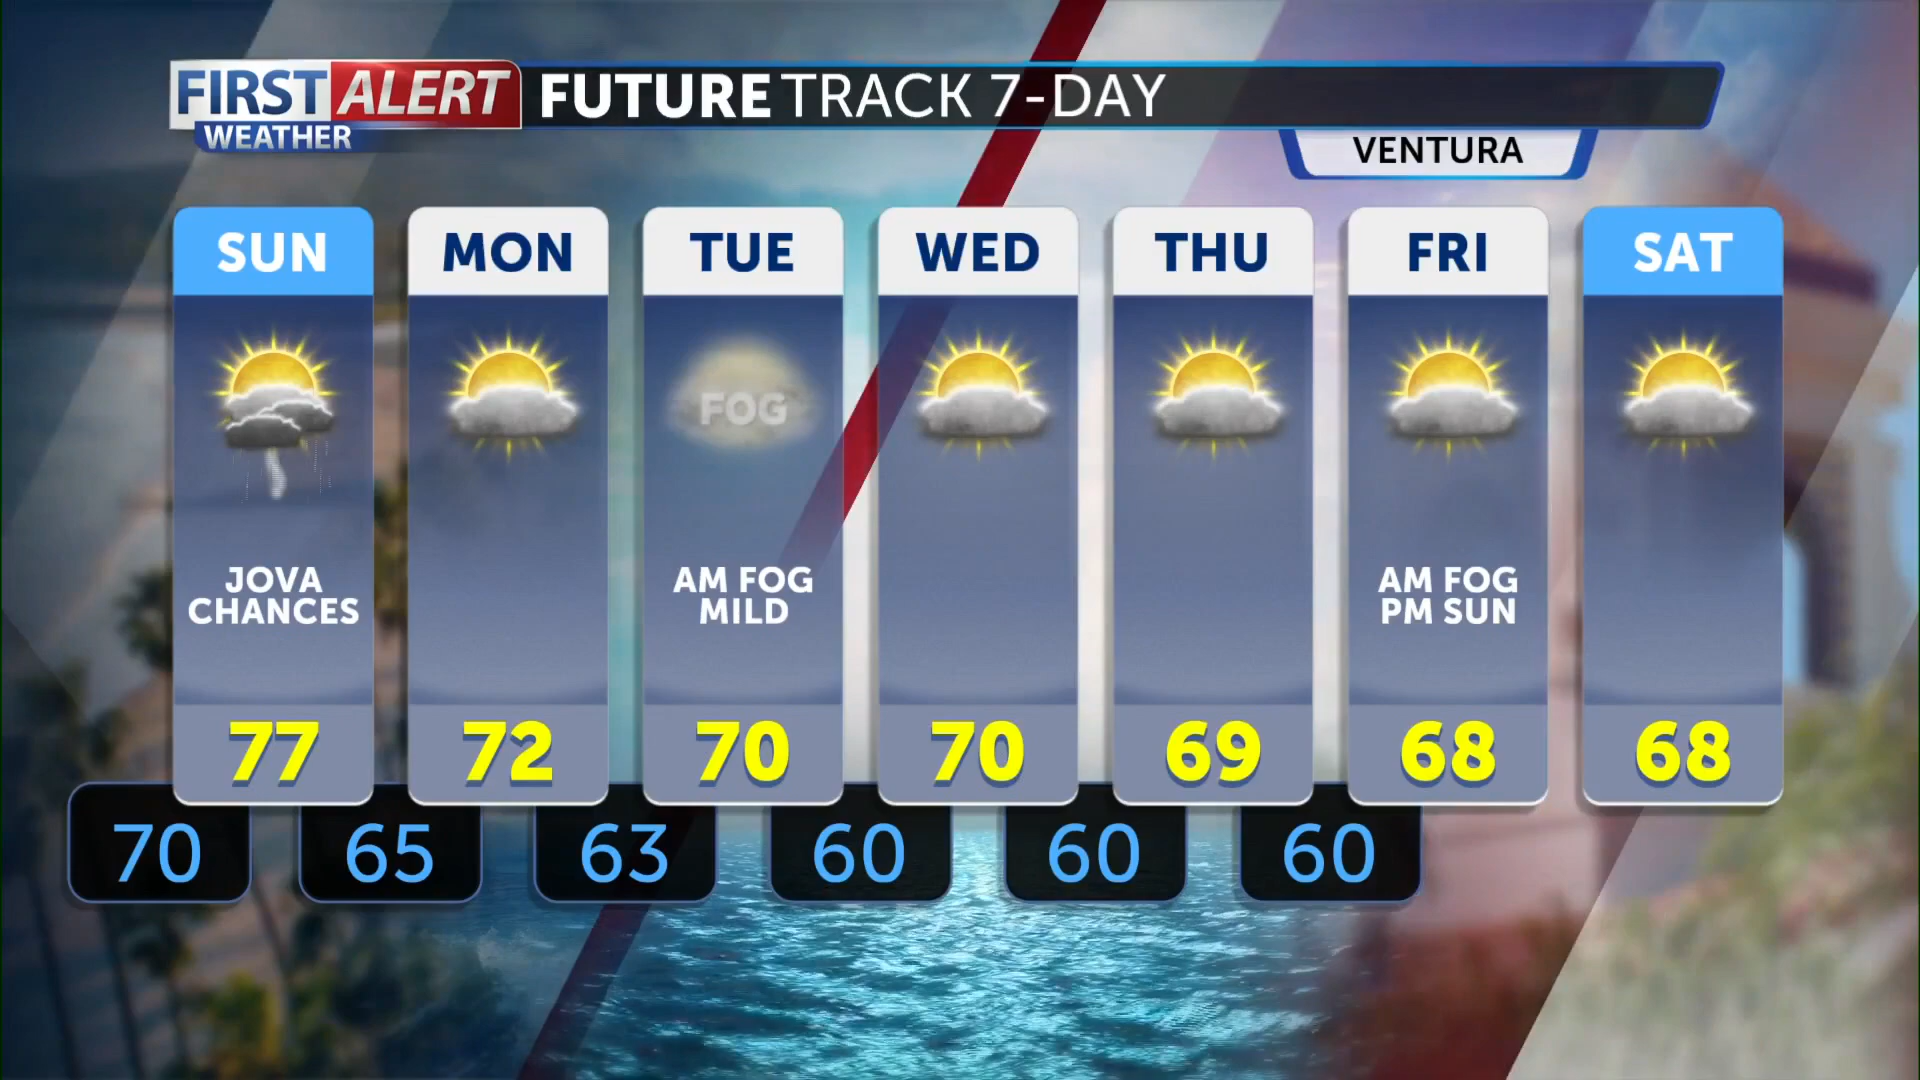 FIRST ALERT
WEATHER
FUTURE TRACK 7-DAY
VENTURA
SUN MON TUE WED THU FRI SAT
FOG
JOVA
CHANCES
AM FOG
MILD
AM FOG
PM SUN
77 72 70 70 69 68 68
70 65 63 60 60 60